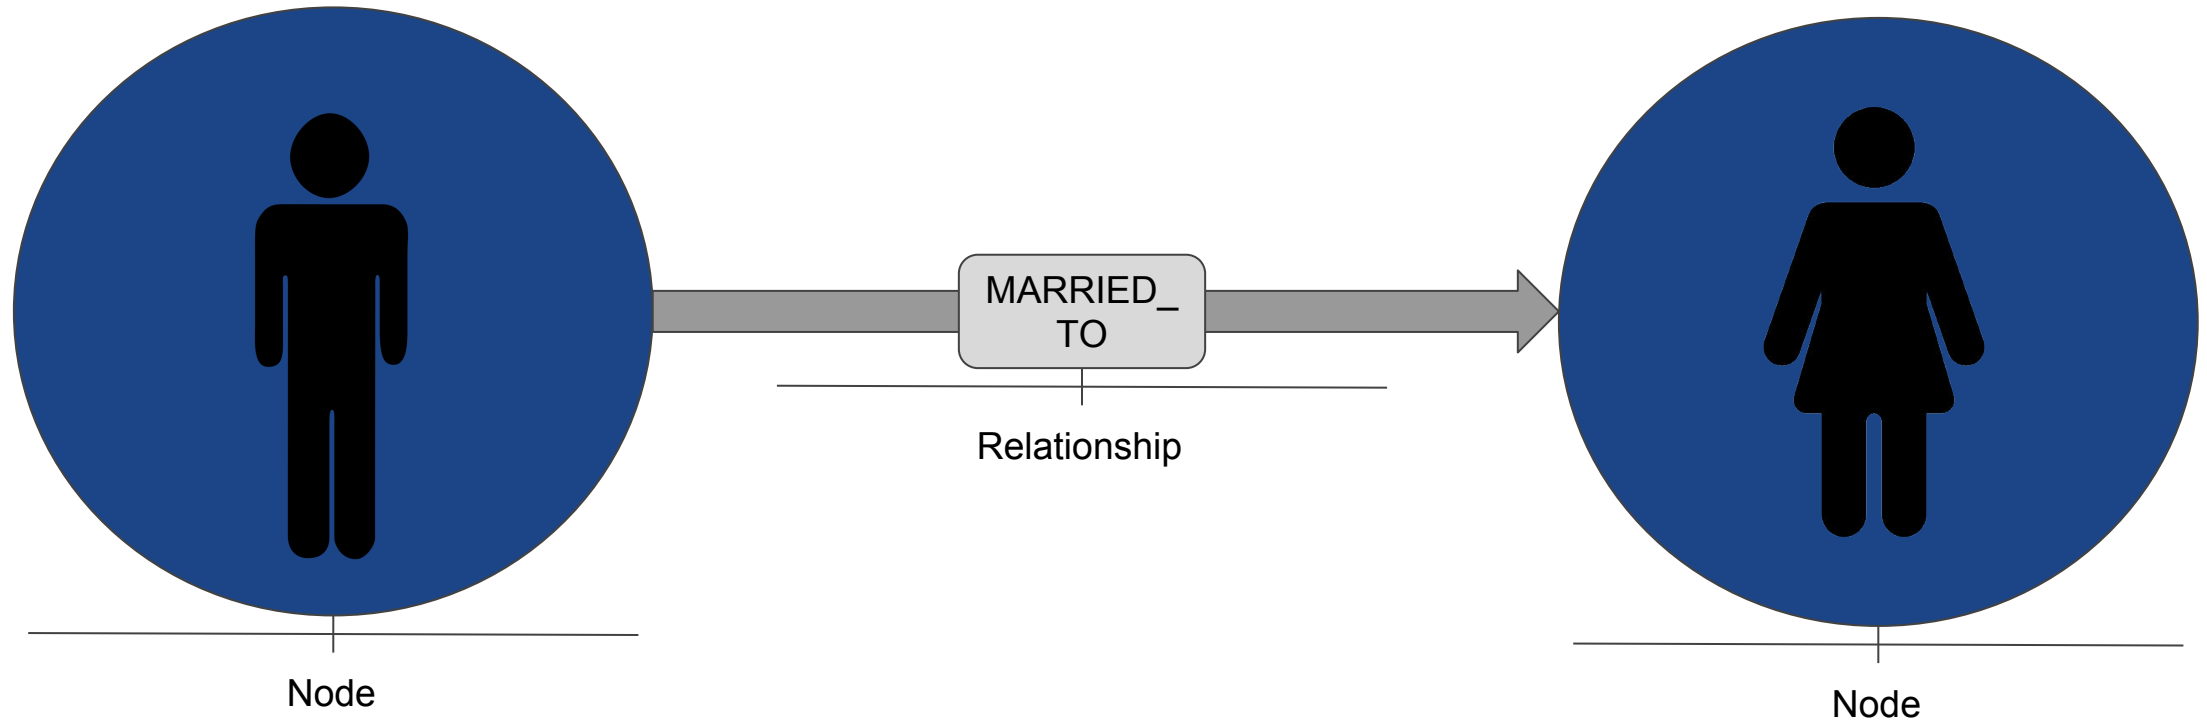 MARRIED_
TO
Relationship
Node
Node